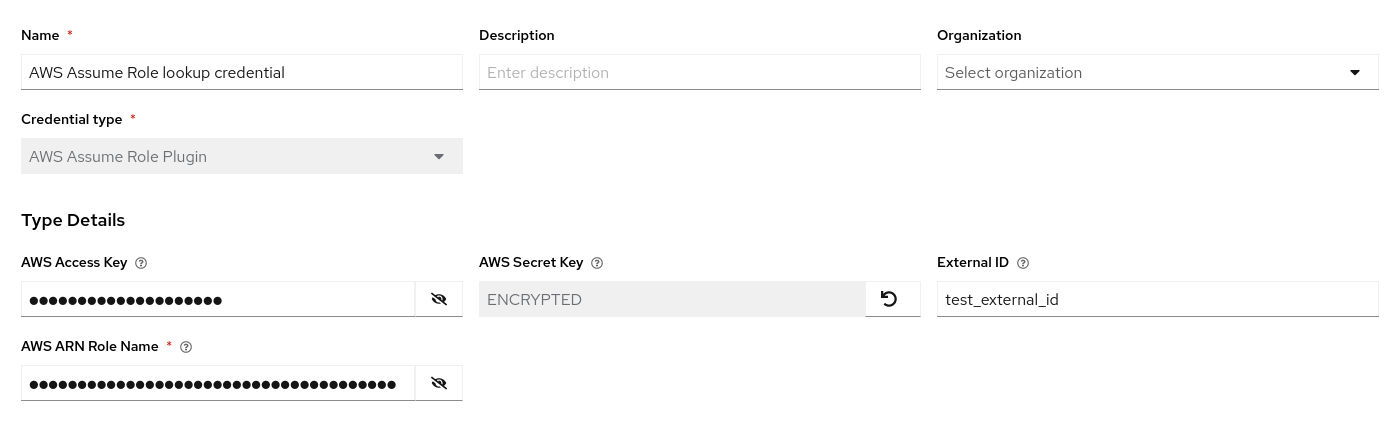 Name * Description Organization
AWS Assume Role lookup credential Enter description Select organization
Credential type *
AWS Assume Role Plugin
Type Details
AWS Access Key AWS Secret Key External ID
●●●●●●●●●●●●●●●●●●●● ENCRYPTED test_external_id
AWS ARN Role Name *
●●●●●●●●●●●●●●●●●●●●●●●●●●●●●●●●●●●●●●